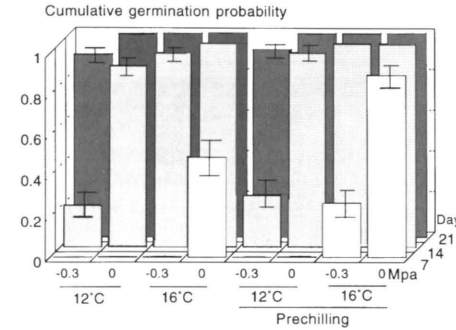 Cumulative germination probability
1
0.8
0.6
0.4
0.2
0
Day
21
14
7
-0.3 0 -0.3 0 -0.3 0 -0.3 0 Mpa
12°C 16°C 12°C 16°C
Prechilling